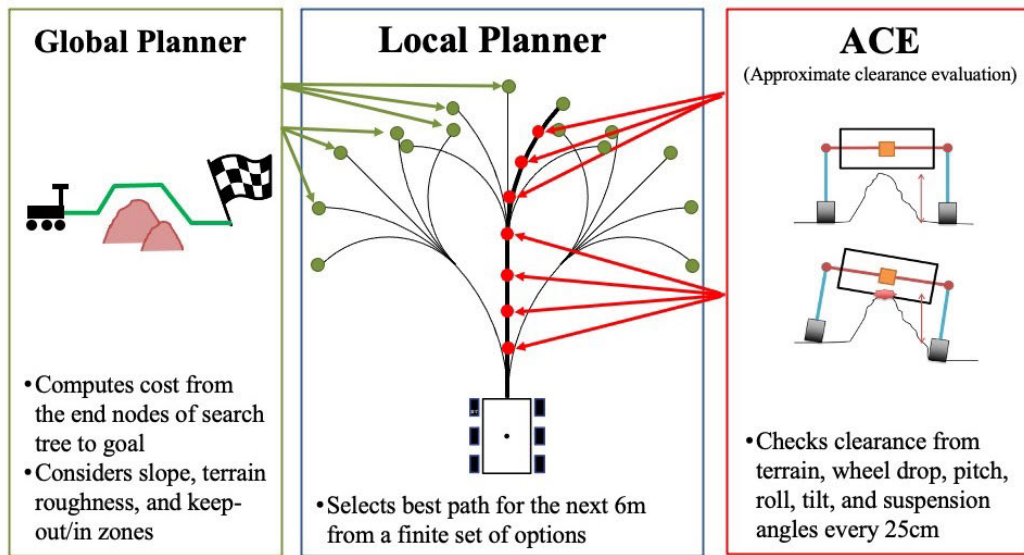 Global Planner
•Computes cost from
the end nodes of search
tree to goal
•Considers slope, terrain
roughness, and keep-
out/in zones
Local Planner
•Selects best path for the next 6m
from a finite set of options
ACE
(Approximate clearance evaluation)
•Checks clearance from
terrain, wheel drop, pitch,
roll, tilt, and suspension
angles every 25cm